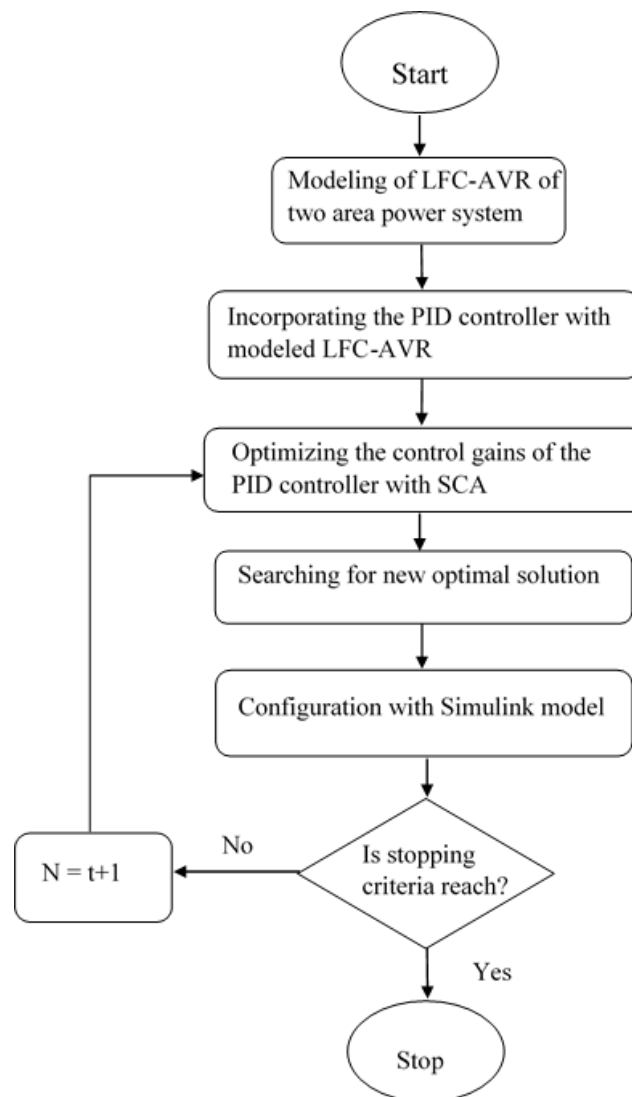 Start
Modeling of LFC-AVR of
two area power system
Incorporating the PID controller with
modeled LFC-AVR
Optimizing the control gains of the
PID controller with SCA
Searching for new optimal solution
Configuration with Simulink model
Is stopping
criteria reach?
No
N = t+1
Yes
Stop